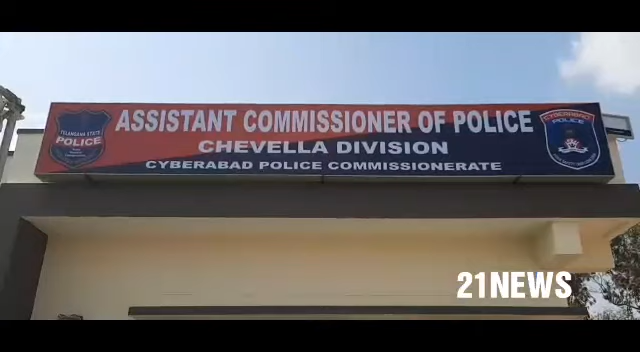 ASSISTANT COMMISSIONER OF POLICE
CHEVELLA DIVISION
CYBERABAD POLICE COMMISSIONERATE
TELANGANA STATE
POLICE
CYBERABAD
POLICE
21NEWS